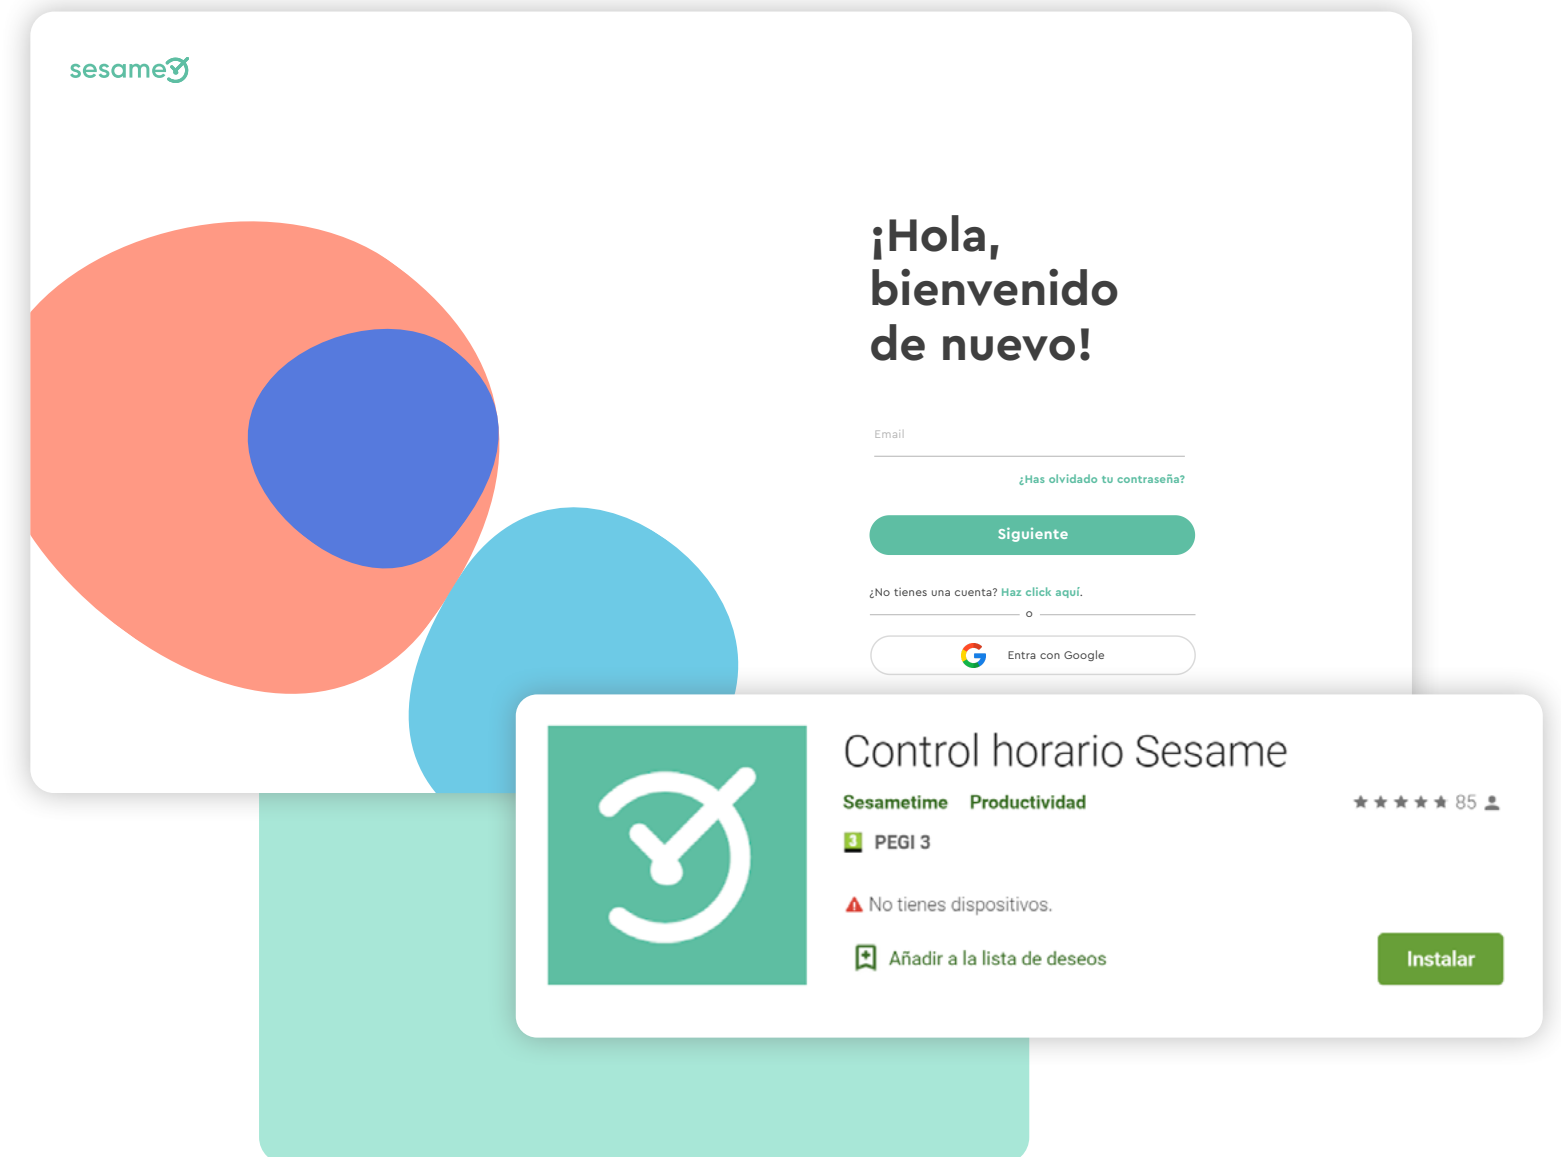 sesame
¡Hola,
bienvenido
de nuevo!
Email
¿Has olvidado tu contraseña?
Siguiente
¿No tienes una cuenta? Haz click aquí.
o
Entra con Google
Control horario Sesame
Sesametime Productividad
85
3 PEGI 3
No tienes dispositivos.
Añadir a la lista de deseos
Instalar